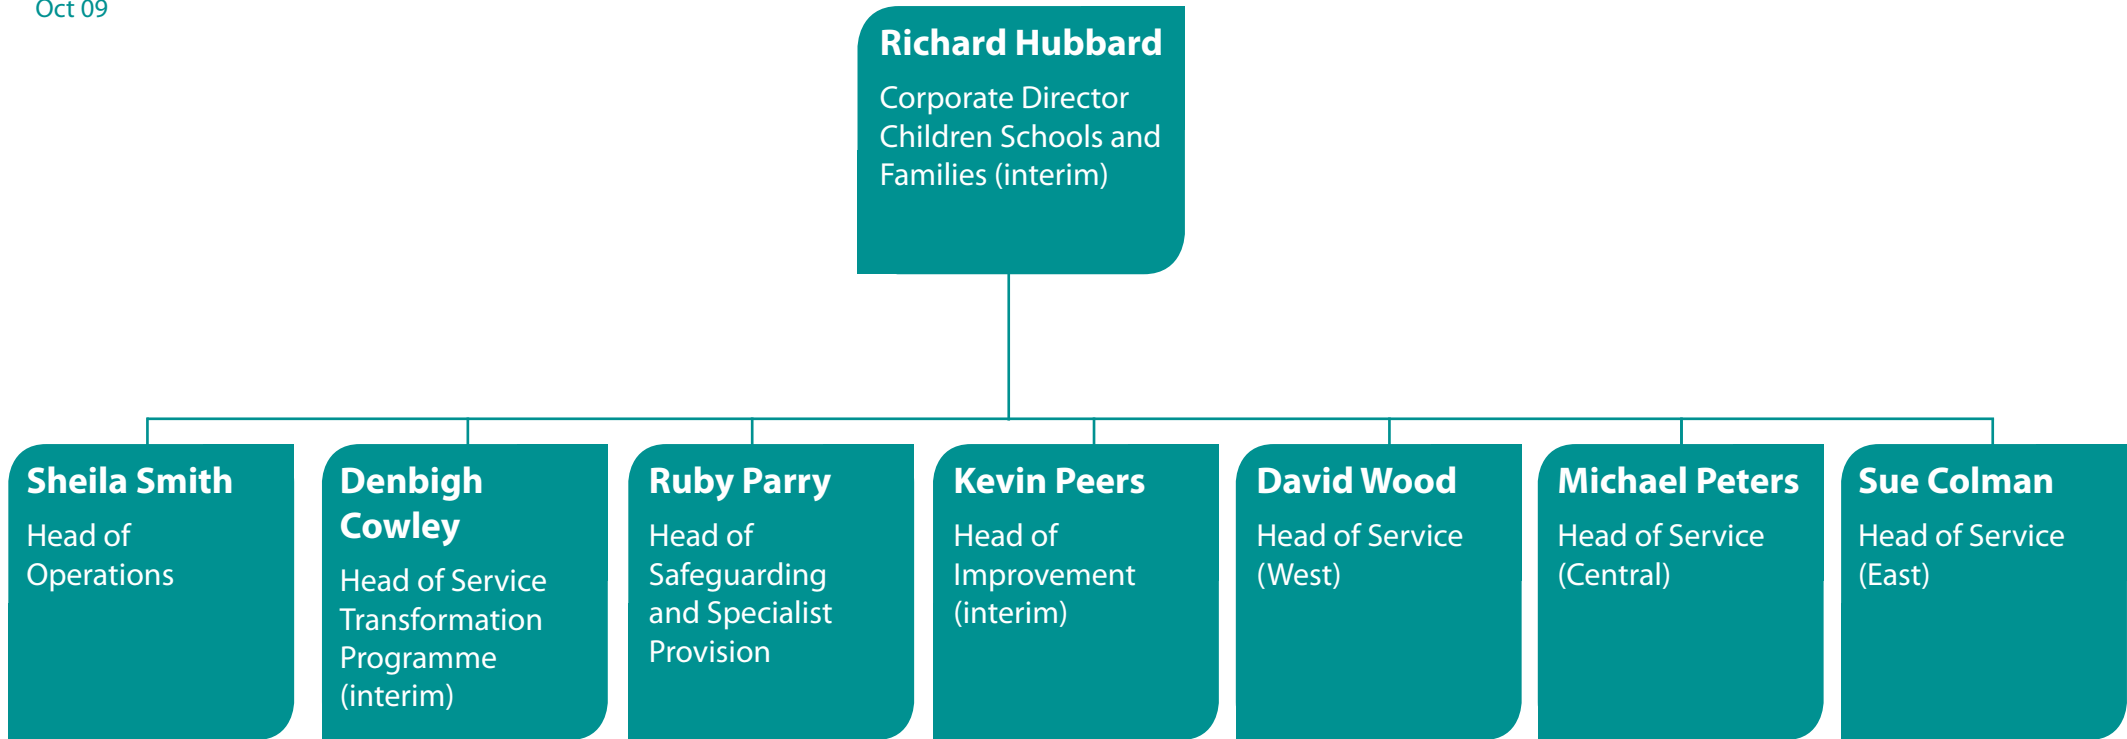 Oct 09
Richard Hubbard
Corporate Director
Children Schools and
Families (interim)
Sheila Smith
Head of
Operations
Denbigh
Cowley
Head of Service
Transformation
Programme
(interim)
Ruby Parry
Head of
Safeguarding
and Specialist
Provision
Kevin Peers
Head of
Improvement
(interim)
David Wood
Head of Service
(West)
Michael Peters
Head of Service
(Central)
Sue Colman
Head of Service
(East)